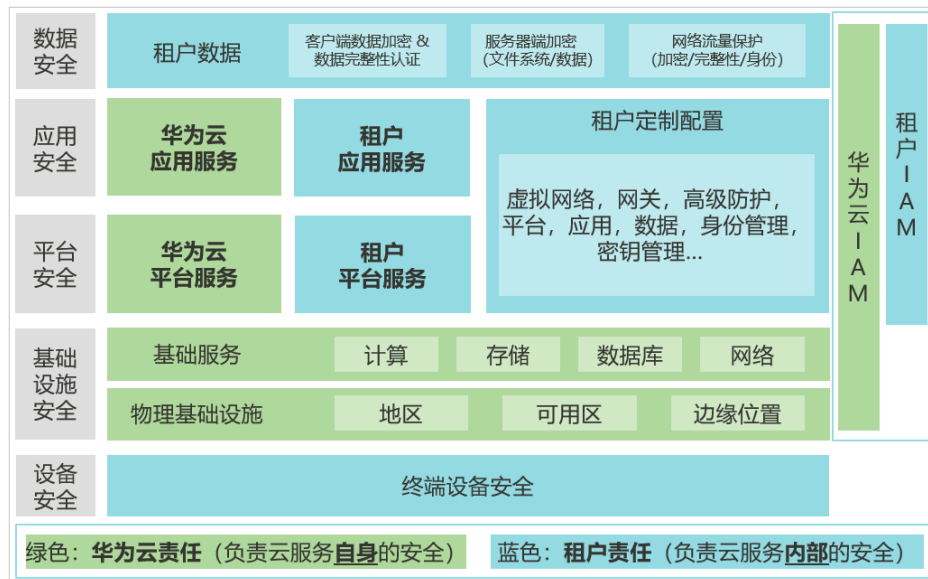 数据
安全
租户数据
客户端数据加密 &
数据完整性认证
服务器端加密
(文件系统/数据)
网络流量保护
(加密/完整性/身份)
应用
安全
华为云
应用服务
租户
应用服务
租户定制配置
虚拟网络，网关，高级防护，
平台，应用，数据，身份管理，
密钥管理...
平台
安全
华为云
平台服务
租户
平台服务
基础
设施
安全
基础服务
计算
存储
数据库
网络
物理基础设施
地区
可用区
边缘位置
设备
安全
终端设备安全
华为云IAM
租户IAM
绿色：华为云责任（负责云服务自身的安全）
蓝色：租户责任（负责云服务内部的安全）